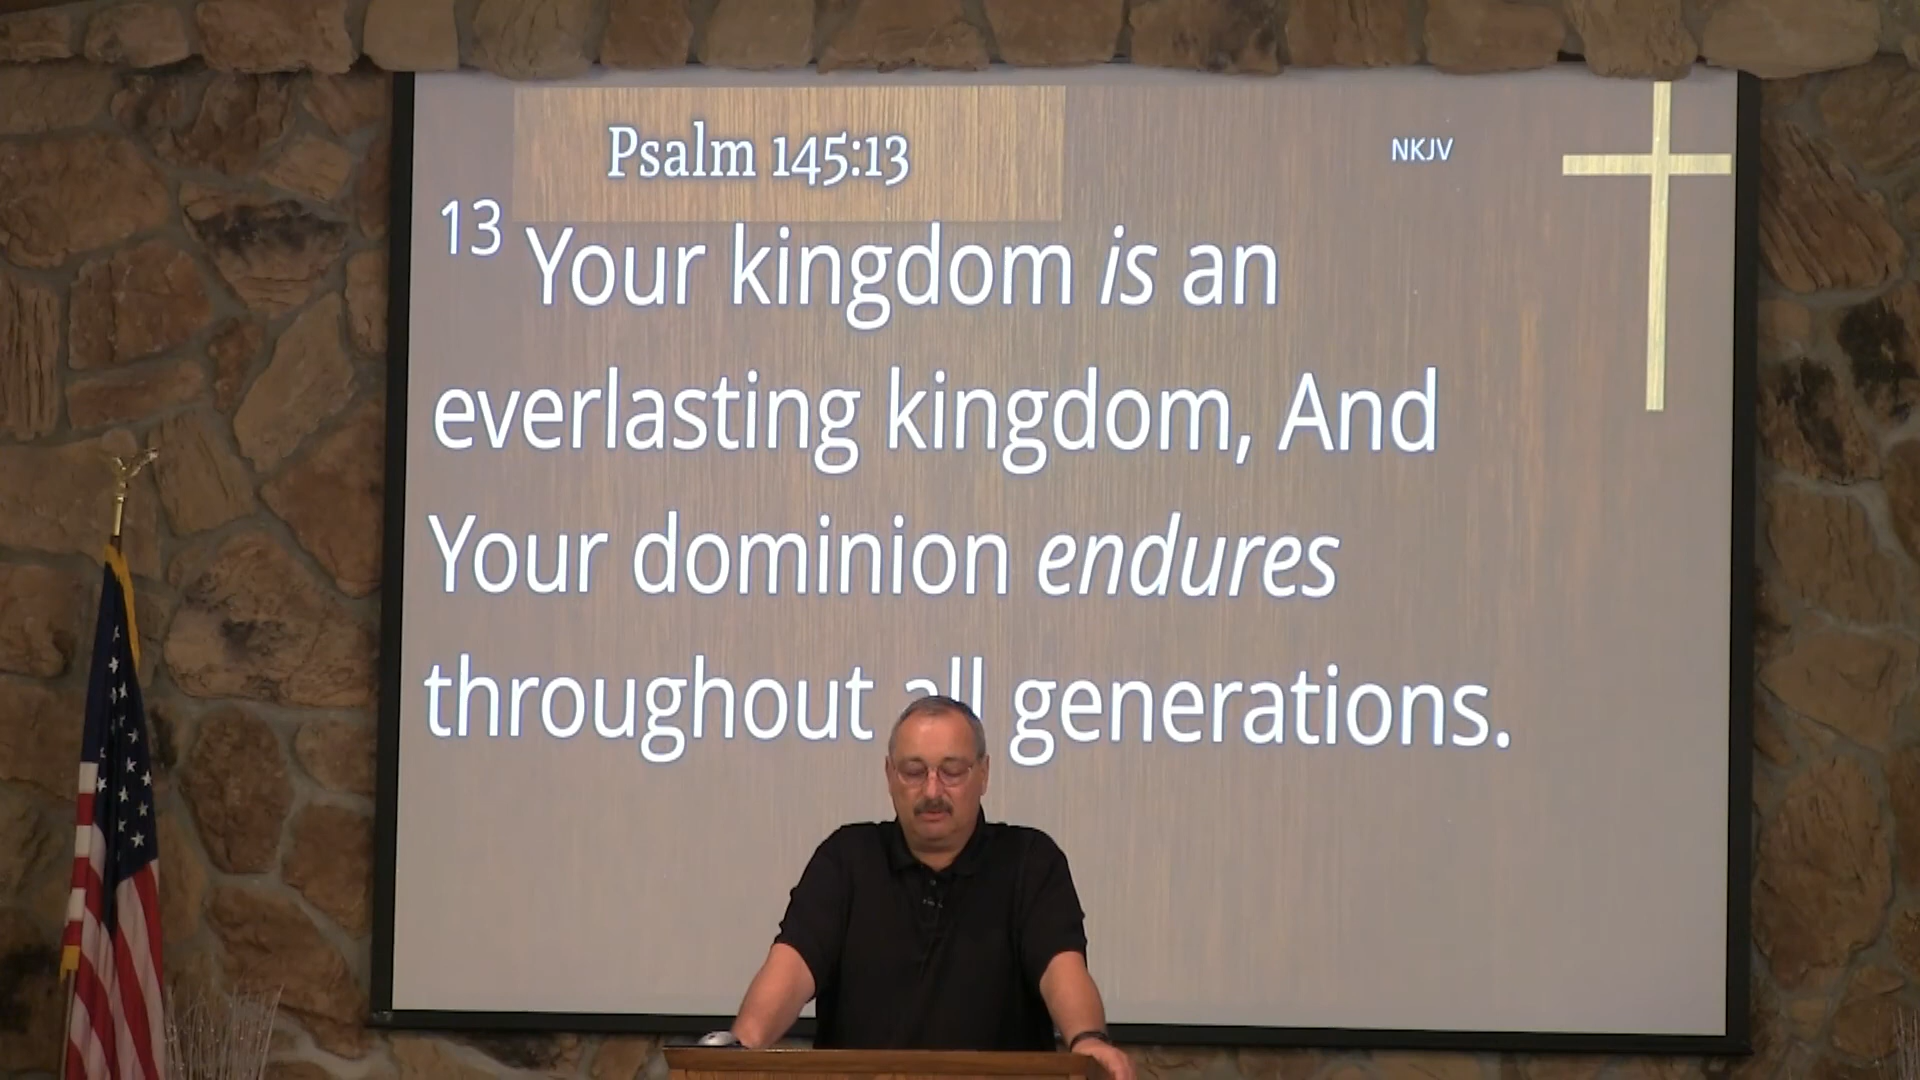 Psalm 145:13
NKJV
13 Your kingdom is an
everlasting kingdom, And
Your dominion endures
throughout all generations.